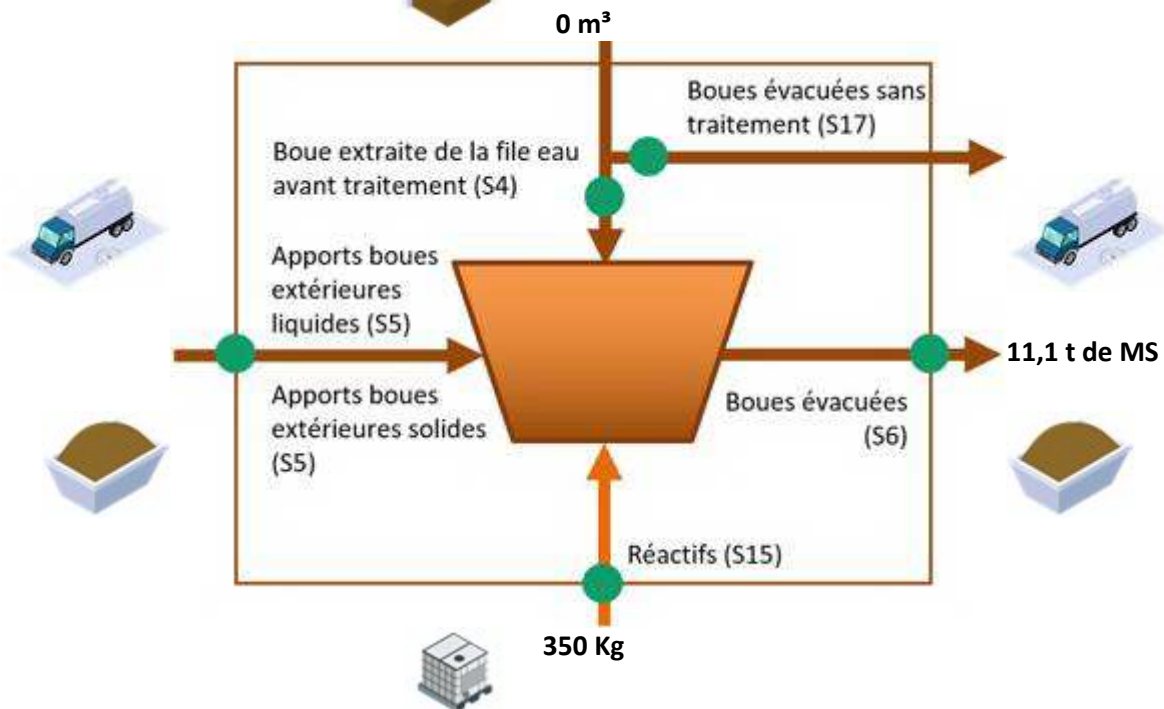 0 m³
Boues évacuées sans
traitement (S17)
Boue extraite de la file eau
avant traitement (S4)
Apports boues
extérieures
liquides (S5)
11,1 t de MS
Apports boues
extérieures solides
(S5)
Boues évacuées
(S6)
Réactifs (S15)
350 Kg